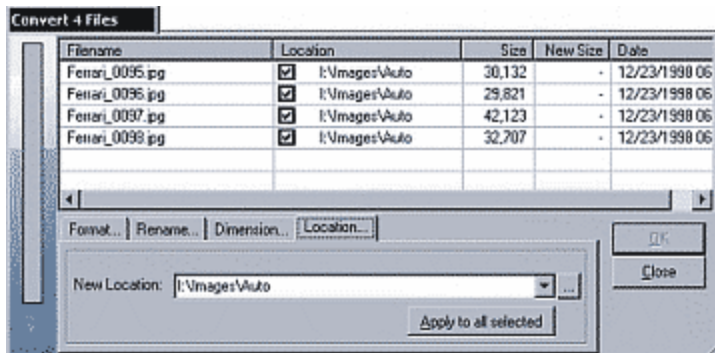 Convert 4 Files
Filename Location Size New Size Date
Ferrari_0095.jpg I:\Images\Auto 30,132 - 12/23/1998 06
Ferrari_0096.jpg I:\Images\Auto 29,821 - 12/23/1998 06
Ferrari_0097.jpg I:\Images\Auto 42,123 - 12/23/1998 06
Ferrari_0098.jpg I:\Images\Auto 32,707 - 12/23/1998 06
Format... Rename... Dimension... Location...
OK
New Location: I:\Images\Auto ...
Close
Apply to all selected